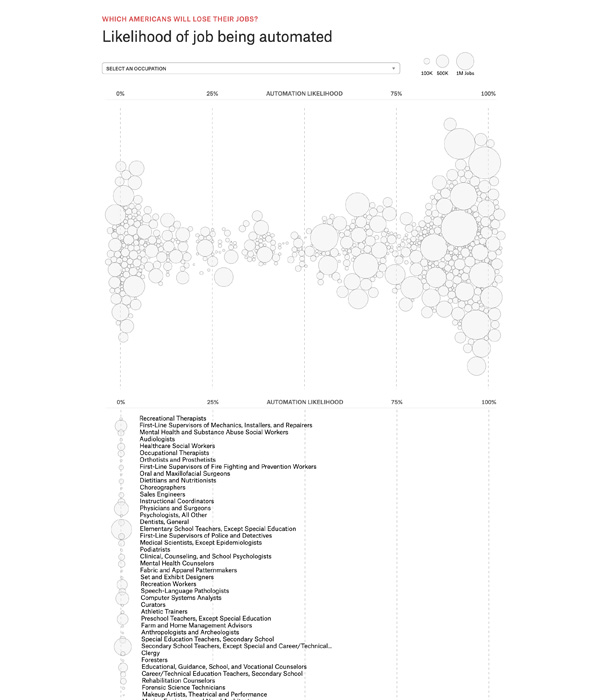 WHICH AMERICANS WILL LOSE THEIR JOBS?
Likelihood of job being automated
SELECT AN OCCUPATION
100K 500K 1M Jobs
0% 25% AUTOMATION LIKELIHOOD 75% 100%
0% 25% AUTOMATION LIKELIHOOD 75% 100%
Recreational Therapists
First-Line Supervisors of Mechanics, Installers, and Repairers
Mental Health and Substance Abuse Social Workers
Audiologists
Healthcare Social Workers
Occupational Therapists
Orthotists and Prosthetists
First-Line Supervisors of Fire Fighting and Prevention Workers
Oral and Maxillofacial Surgeons
Dietitians and Nutritionists
Choreographers
Sales Engineers
Instructional Coordinators
Physicians and Surgeons
Psychologists, All Other
Dentists, General
Elementary School Teachers, Except Special Education
First-Line Supervisors of Police and Detectives
Medical Scientists, Except Epidemiologists
Podiatrists
Clinical, Counseling, and School Psychologists
Mental Health Counselors
Fabric and Apparel Patternmakers
Set and Exhibit Designers
Recreation Workers
Speech-Language Pathologists
Computer Systems Analysts
Curators
Athletic Trainers
Preschool Teachers, Except Special Education
Farm and Home Management Advisors
Anthropologists and Archeologists
Special Education Teachers, Secondary School
Secondary School Teachers, Except Special and Career/Technical...
Clergy
Foresters
Educational, Guidance, School, and Vocational Counselors
Career/Technical Education Teachers, Secondary School
Rehabilitation Counselors
Forensic Science Technicians
Makeup Artists, Theatrical and Performance